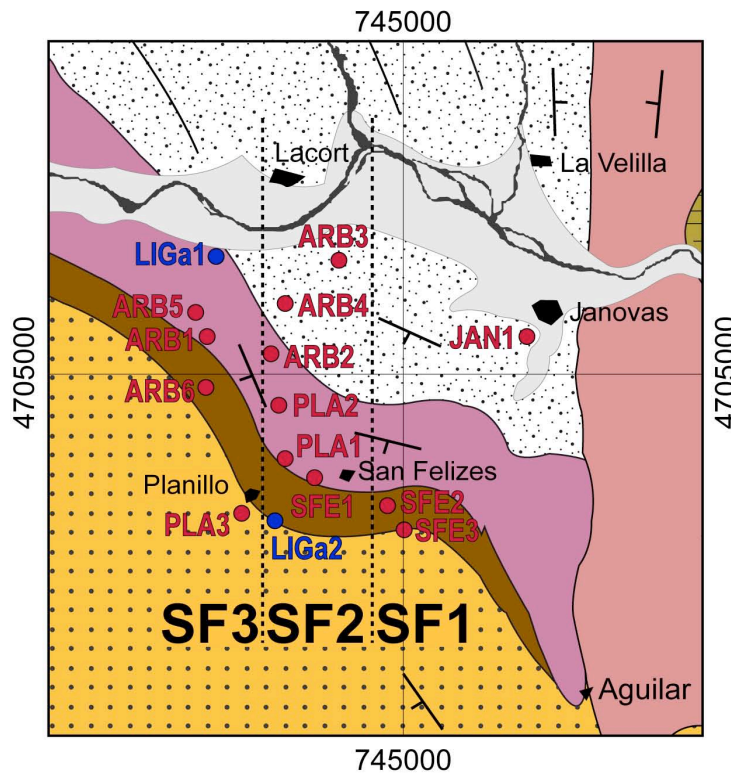 745000
Lacort
La Velilla
LIGa1
ARB3
ARB5
ARB4
Janovas
ARB1
JAN1
ARB2
4705000
4705000
ARB6
PLA2
PLA1
San Felizes
Planillo
SFE1
SFE2
PLA3
SFE3
LIGa2
SF3
SF2
SF1
Aguilar
745000